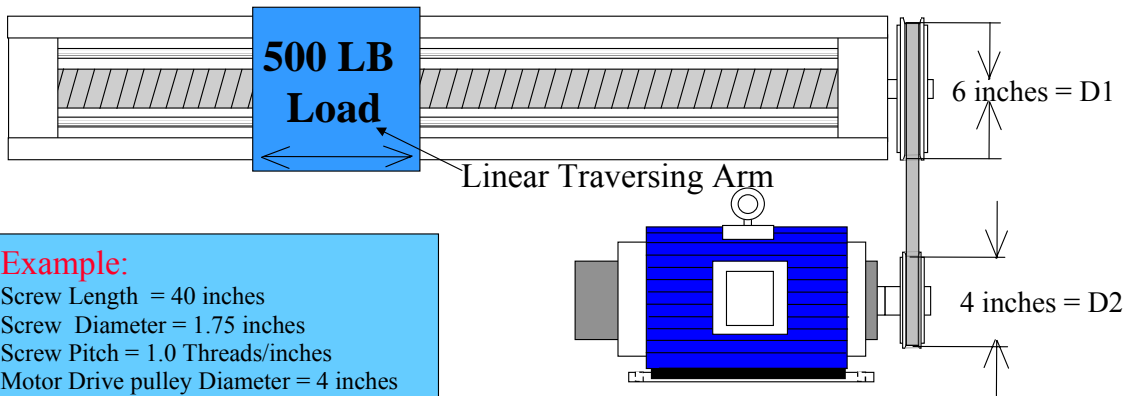 500 LB
Load
6 inches = D1
Linear Traversing Arm
4 inches = D2
Example:
Screw Length = 40 inches
Screw Diameter = 1.75 inches
Screw Pitch = 1.0 Threads/inches
Motor Drive pulley Diameter = 4 inches